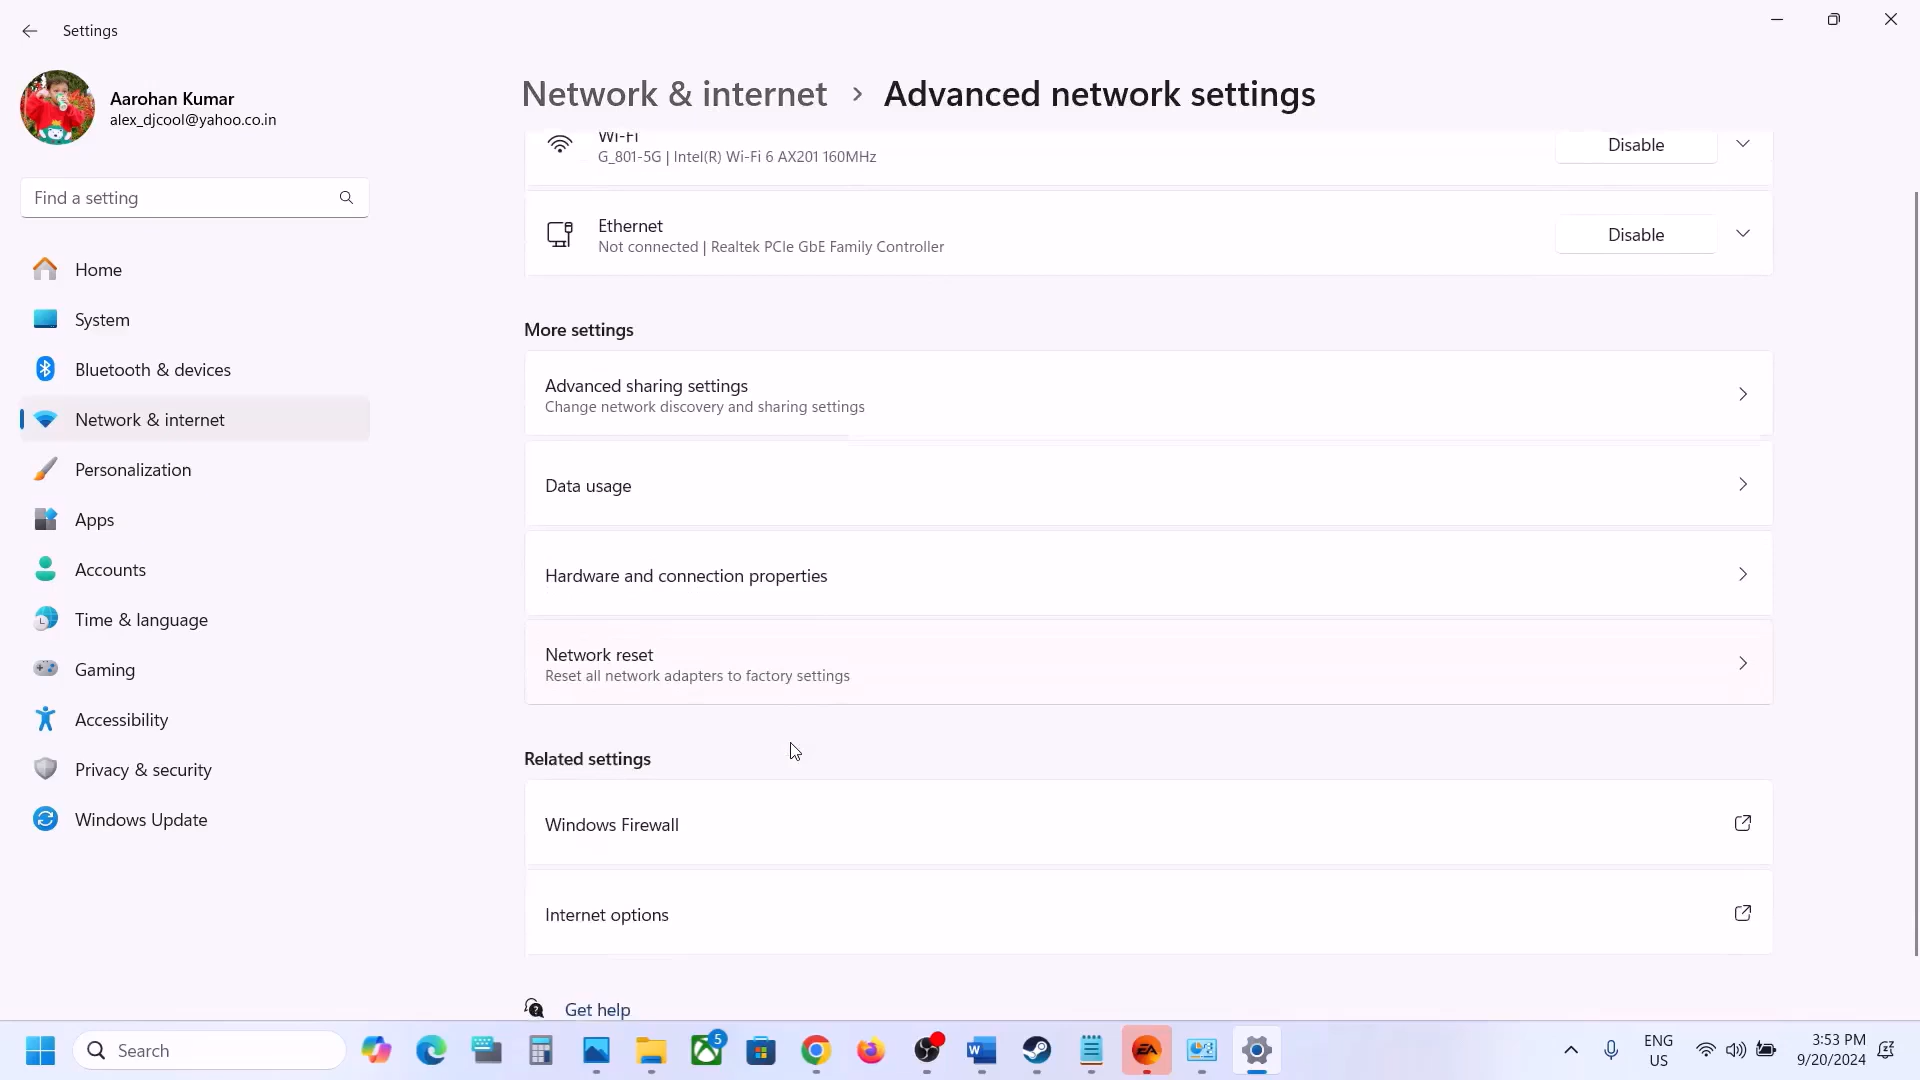 Settings
Aarohan Kumar
alex_djcool@yahoo.co.in
Find a setting
Home
System
Bluetooth & devices
Network & internet
Personalization
Apps
Accounts
Time & language
Gaming
Accessibility
Privacy & security
Windows Update
Network & internet > Advanced network settings
Wi-Fi
G_801-5G | Intel(R) Wi-Fi 6 AX201 160MHz
Disable
Ethernet
Not connected | Realtek PCIe GbE Family Controller
Disable
More settings
Advanced sharing settings
Change network discovery and sharing settings
Data usage
Hardware and connection properties
Network reset
Reset all network adapters to factory settings
Related settings
Windows Firewall
Internet options
Get help
Search
5
ENG
US
3:53 PM
9/20/2024